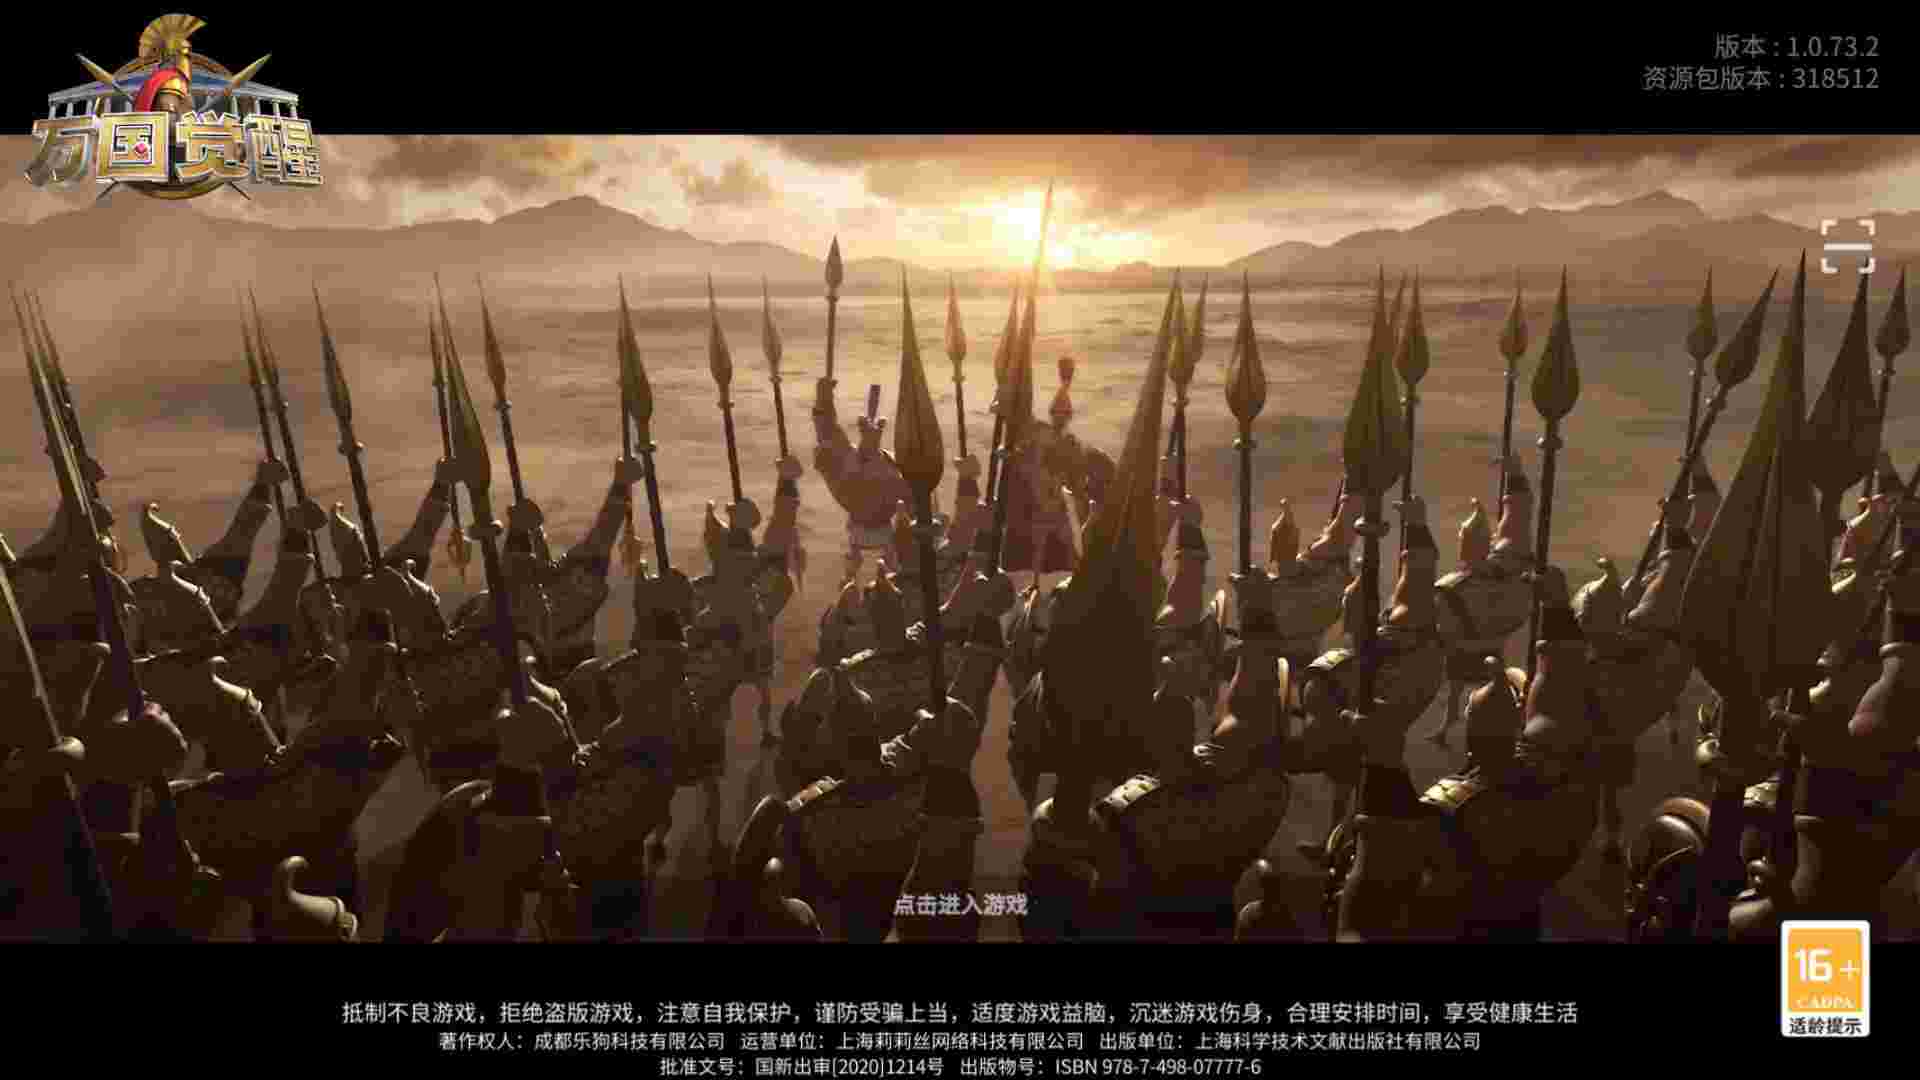 万国觉醒
版本 : 1.0.73.2
资源包版本 : 318512
点击进入游戏
16+
CADPA
适龄提示
抵制不良游戏，拒绝盗版游戏，注意自我保护，谨防受骗上当，适度游戏益脑，沉迷游戏伤身，合理安排时间，享受健康生活
著作权人：成都乐狗科技有限公司 运营单位：上海莉莉丝网络科技有限公司 出版单位：上海科学技术文献出版社有限公司
批准文号：国新出审[2020]1214号 出版物号：ISBN 978-7-498-07777-6